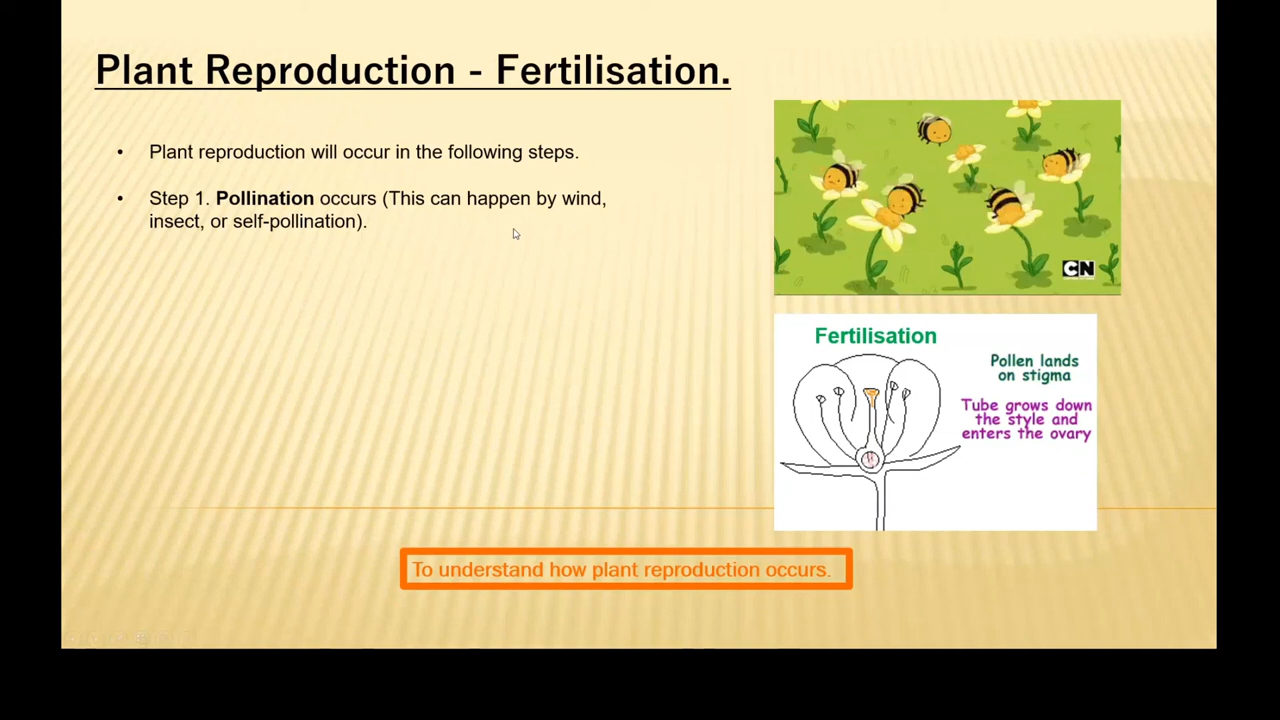 Plant Reproduction - Fertilisation.
• Plant reproduction will occur in the following steps.
• Step 1. Pollination occurs (This can happen by wind,
insect, or self-pollination).
CN
Fertilisation
Pollen lands
on stigma
Tube grows down
the style and
enters the ovary
To understand how plant reproduction occurs.